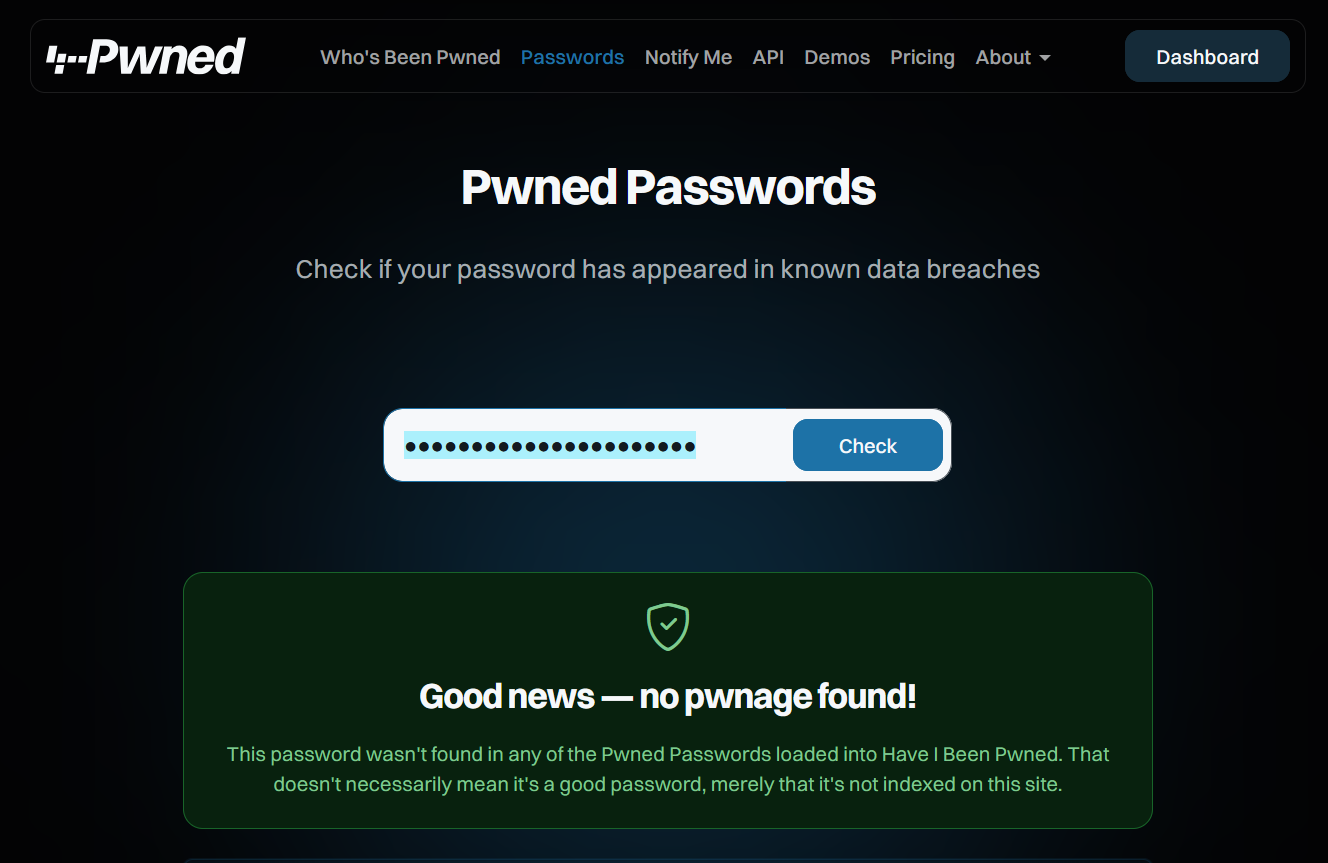 Pwned
Who's Been Pwned Passwords Notify Me API Demos Pricing About
Dashboard
Pwned Passwords
Check if your password has appeared in known data breaches
••••••••••••••••••••••
Check
Good news — no pwnage found!
This password wasn't found in any of the Pwned Passwords loaded into Have I Been Pwned. That
doesn't necessarily mean it's a good password, merely that it's not indexed on this site.